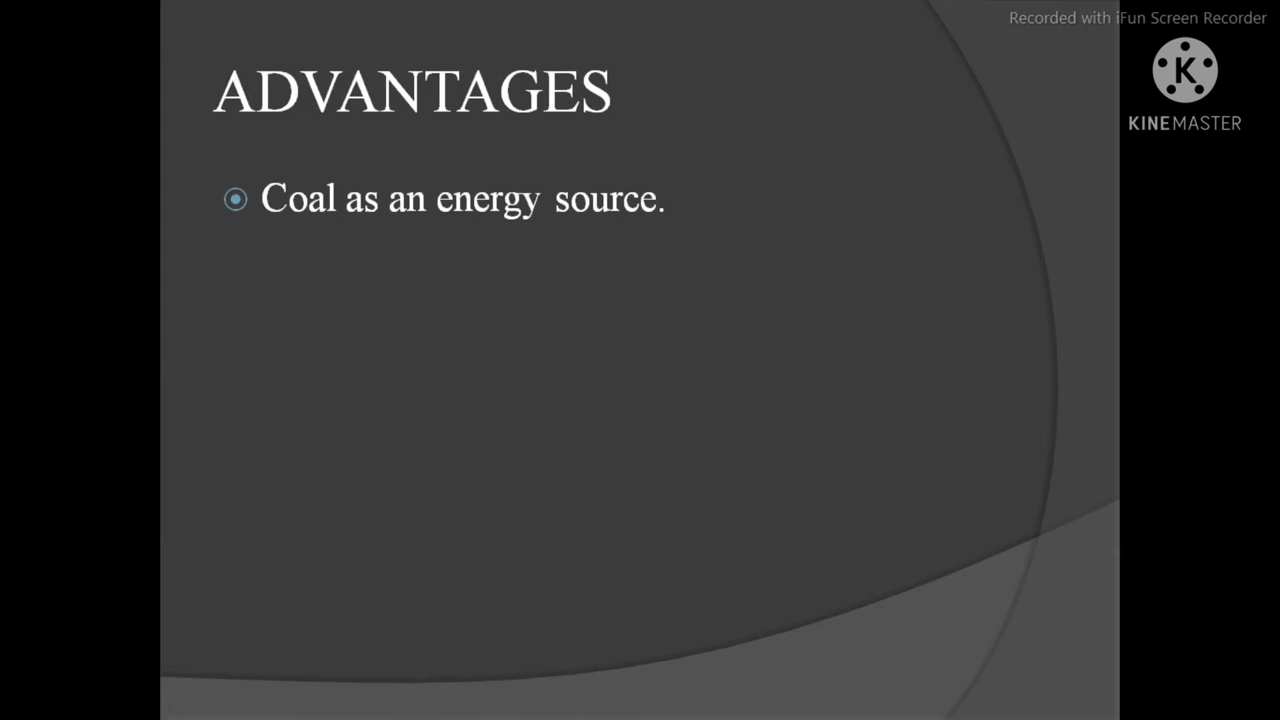 Recorded with iFun Screen Recorder
K
KINEMASTER
ADVANTAGES
Coal as an energy source.